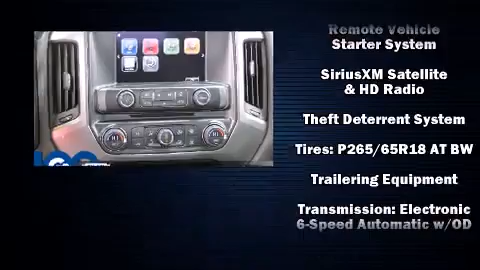 Remote Vehicle
Starter System
SiriusXM Satellite
& HD Radio
Theft Deterrent System
Tires: P265/65R18 AT BW
Trailering Equipment
Transmission: Electronic
6-Speed Automatic w/OD